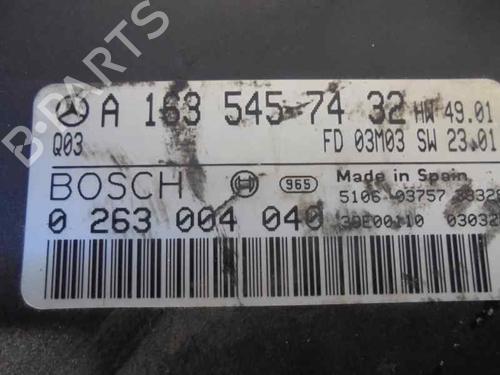 A 163 545 74 32 HW 49.01
Q03 FD 03M03 SW 23.01
BOSCH 965 Made in Spain
5106 03757
0 263 004 040 39E00110
B-PARTS